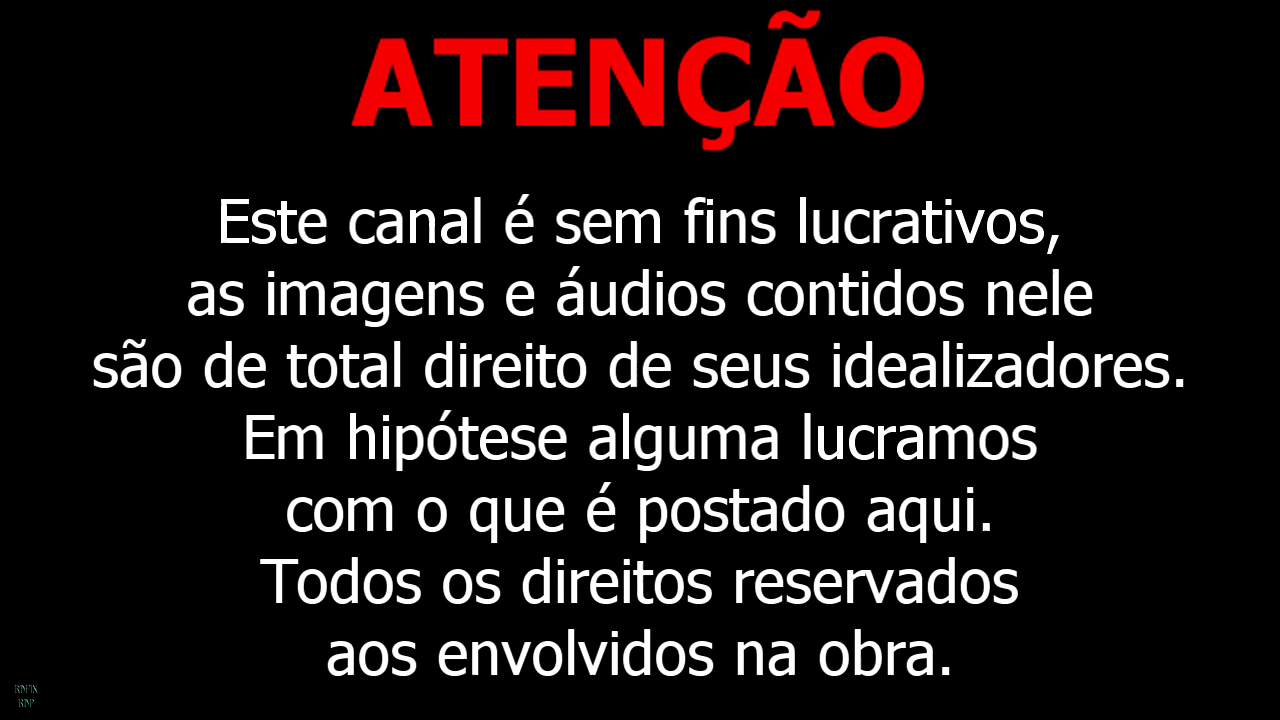 ATENÇÃO
Este canal é sem fins lucrativos,
as imagens e áudios contidos nele
são de total direito de seus idealizadores.
Em hipótese alguma lucramos
com o que é postado aqui.
Todos os direitos reservados
aos envolvidos na obra.